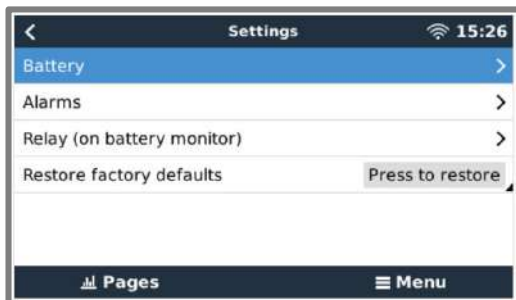 Settings 15:26
Battery
Alarms
Relay (on battery monitor)
Restore factory defaults Press to restore
Pages Menu